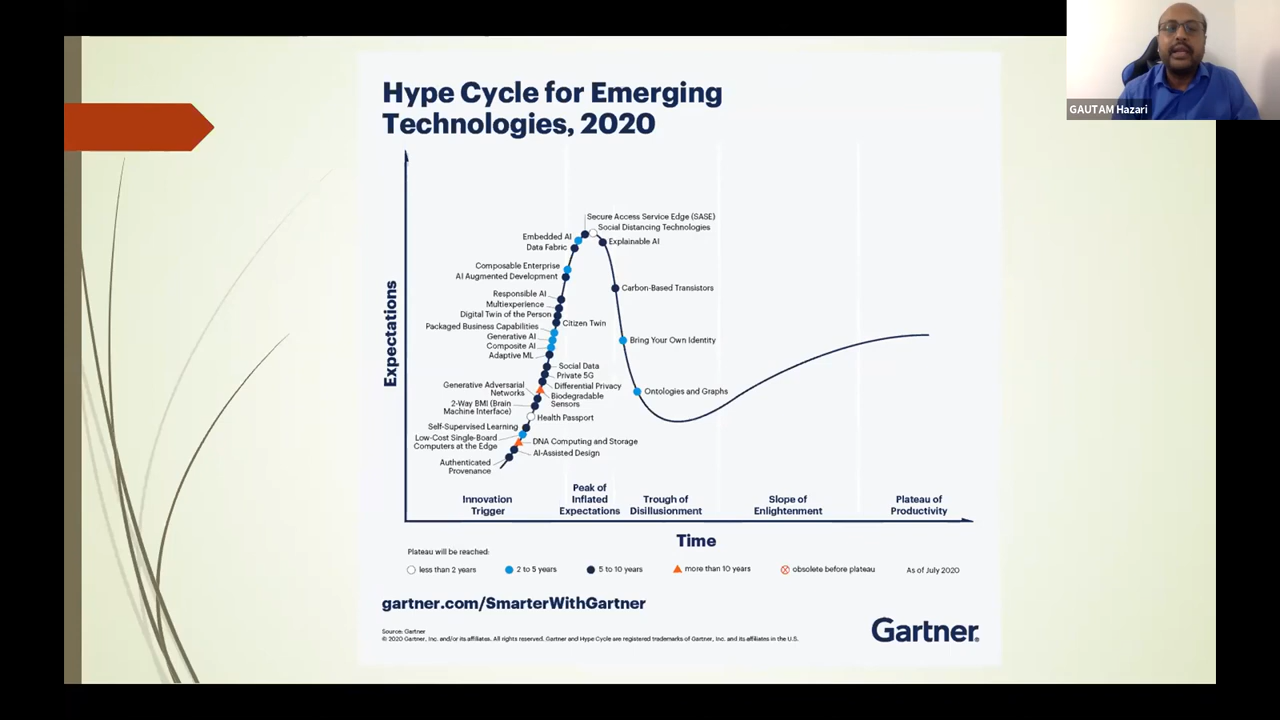 GAUTAM Hazari
Hype Cycle for Emerging
Technologies, 2020
Expectations
Secure Access Service Edge (SASE)
Social Distancing Technologies
Embedded AI
Explainable AI
Data Fabric
Composable Enterprise
AI Augmented Development
Carbon-Based Transistors
Responsible AI
Multiexperience
Digital Twin of the Person
Citizen Twin
Packaged Business Capabilities
Generative AI
Bring Your Own Identity
Composite AI
Adaptive ML
Social Data
Private 5G
Generative Adversarial
Networks
Differential Privacy
Ontologies and Graphs
Biodegradable
Sensors
2-Way BMI (Brain
Machine Interface)
Health Passport
Self-Supervised Learning
Low-Cost Single-Board
Computers at the Edge
DNA Computing and Storage
AI-Assisted Design
Authenticated
Provenance
Innovation
Trigger
Peak of
Inflated
Expectations
Trough of
Disillusionment
Slope of
Enlightenment
Plateau of
Productivity
Time
Plateau will be reached:
less than 2 years
2 to 5 years
5 to 10 years
more than 10 years
obsolete before plateau
As of July 2020
gartner.com/SmarterWithGartner
Source: Gartner
© 2020 Gartner, Inc. and/or its affiliates. All rights reserved. Gartner and Hype Cycle are registered trademarks of Gartner, Inc. and its affiliates in the U.S.
Gartner®